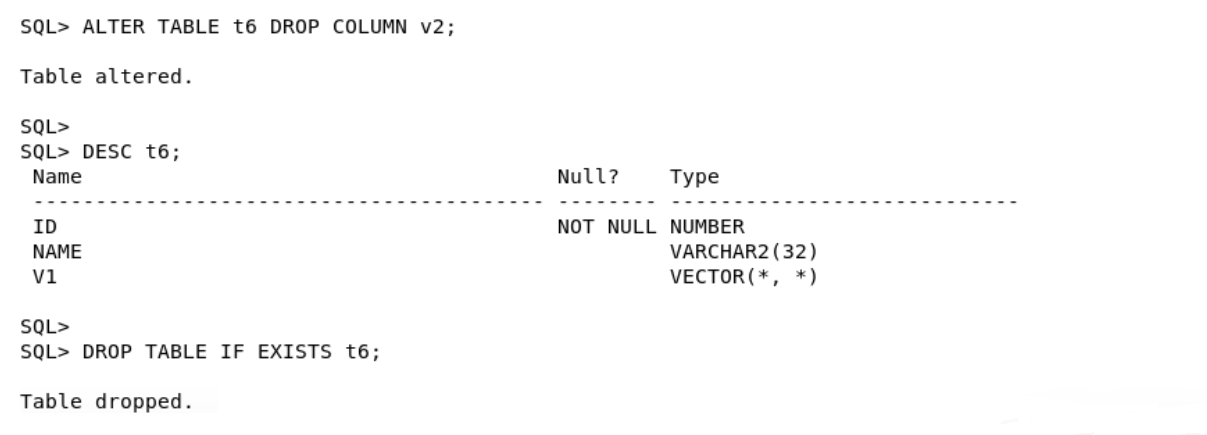 SQL> ALTER TABLE t6 DROP COLUMN v2;
Table altered.
SQL>
SQL> DESC t6;
Name Null? Type
----------------------------------------- -------- ----------------------------
ID NOT NULL NUMBER
NAME VARCHAR2(32)
V1 VECTOR(*, *)
SQL>
SQL> DROP TABLE IF EXISTS t6;
Table dropped.